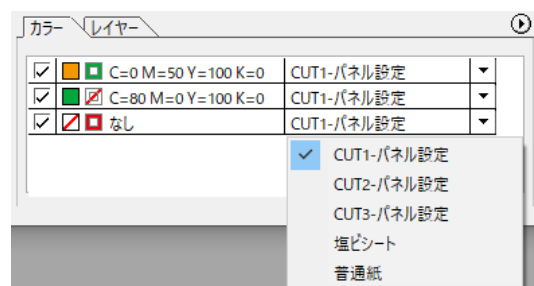 カラー レイヤー
C=0 M=50 Y=100 K=0 CUT1-パネル設定
C=80 M=0 Y=100 K=0 CUT1-パネル設定
なし CUT1-パネル設定
CUT1-パネル設定
CUT2-パネル設定
CUT3-パネル設定
塩ビシート
普通紙